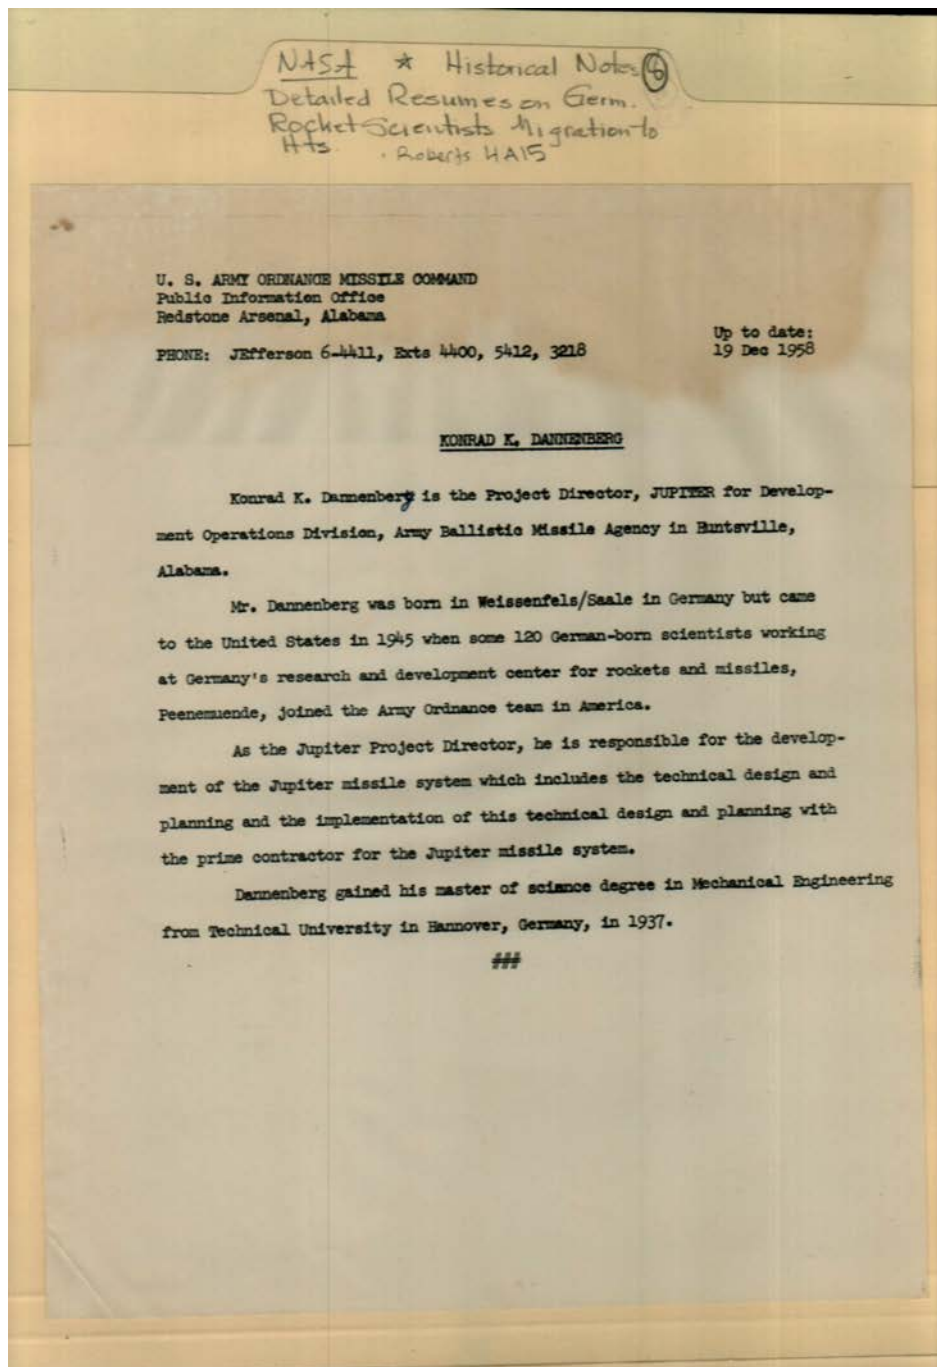 NASA * Historical Notes 6
Detailed Resumes on Germ.
Rocket Scientists Migration to
Hts. . Roberts HA15
U. S. ARMY ORDNANCE MISSILE COMMAND
Public Information Office
Redstone Arsenal, Alabama
Up to date:
PHONE: JEfferson 6-4411, Exts 4400, 5412, 3218 19 Dec 1958
KONRAD K. DANNENBERG
Konrad K. Dannenberg is the Project Director, JUPITER for Develop-
ment Operations Division, Army Ballistic Missile Agency in Huntsville,
Alabama.
Mr. Dannenberg was born in Weissenfels/Saale in Germany but came
to the United States in 1945 when some 120 German-born scientists working
at Germany's research and development center for rockets and missiles,
Peenemuende, joined the Army Ordnance team in America.
As the Jupiter Project Director, he is responsible for the develop-
ment of the Jupiter missile system which includes the technical design and
planning and the implementation of this technical design and planning with
the prime contractor for the Jupiter missile system.
Dannenberg gained his master of science degree in Mechanical Engineering
from Technical University in Hannover, Germany, in 1937.
###